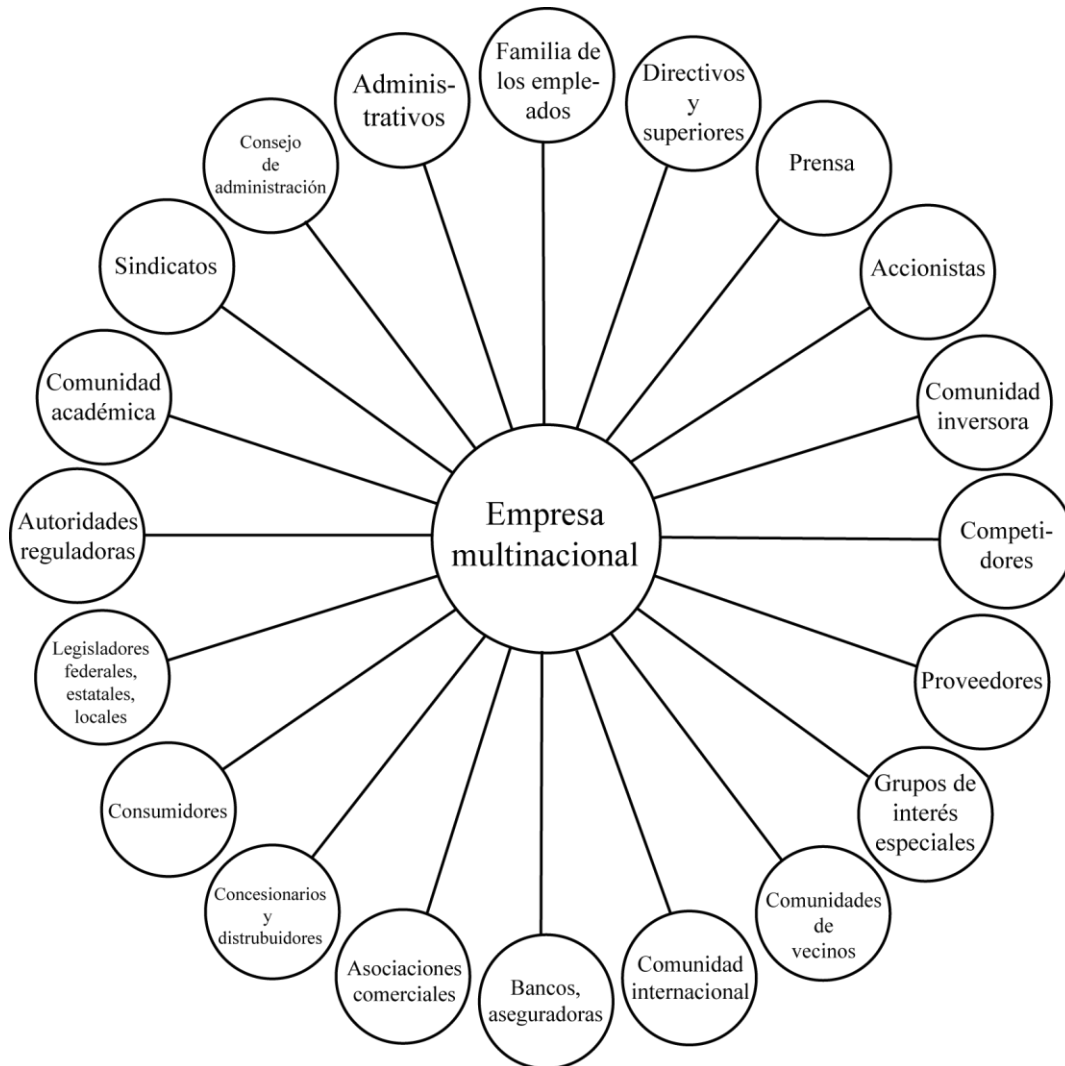 Familia de
los emple-
ados
Directivos
y
superiores
Prensa
Accionistas
Comunidad
inversora
Competi-
dores
Proveedores
Grupos de
interés
especiales
Comunidades
de
vecinos
Comunidad
internacional
Bancos,
aseguradoras
Asociaciones
comerciales
Concesionarios
y
distrubuidores
Consumidores
Legisladores
federales,
estatales,
locales
Autoridades
reguladoras
Comunidad
académica
Sindicatos
Consejo
de
administración
Adminis-
trativos
Empresa
multinacional